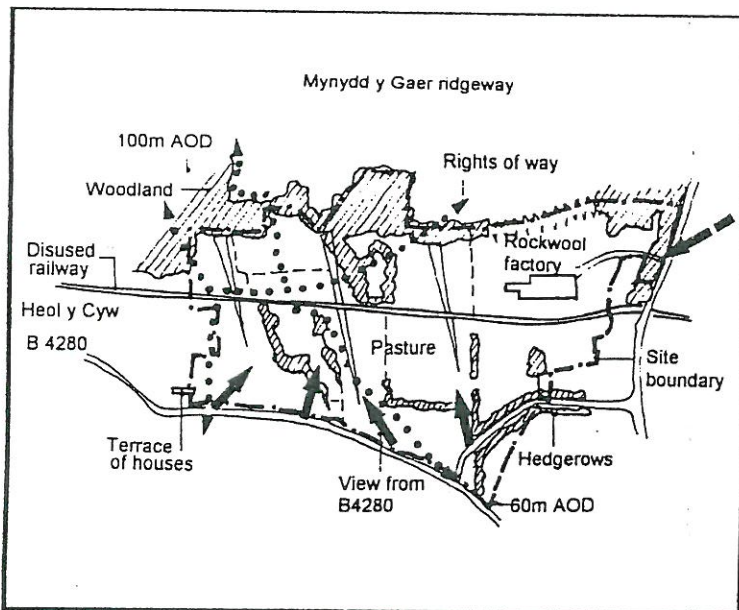 Mynydd y Gaer ridgeway
100m AOD
Woodland
Rights of way
Disused
railway
Rockwool
factory
Heol y Cyw
B 4280
Pasture
Site
boundary
Terrace
of houses
View from
B4280
Hedgerows
60m AOD